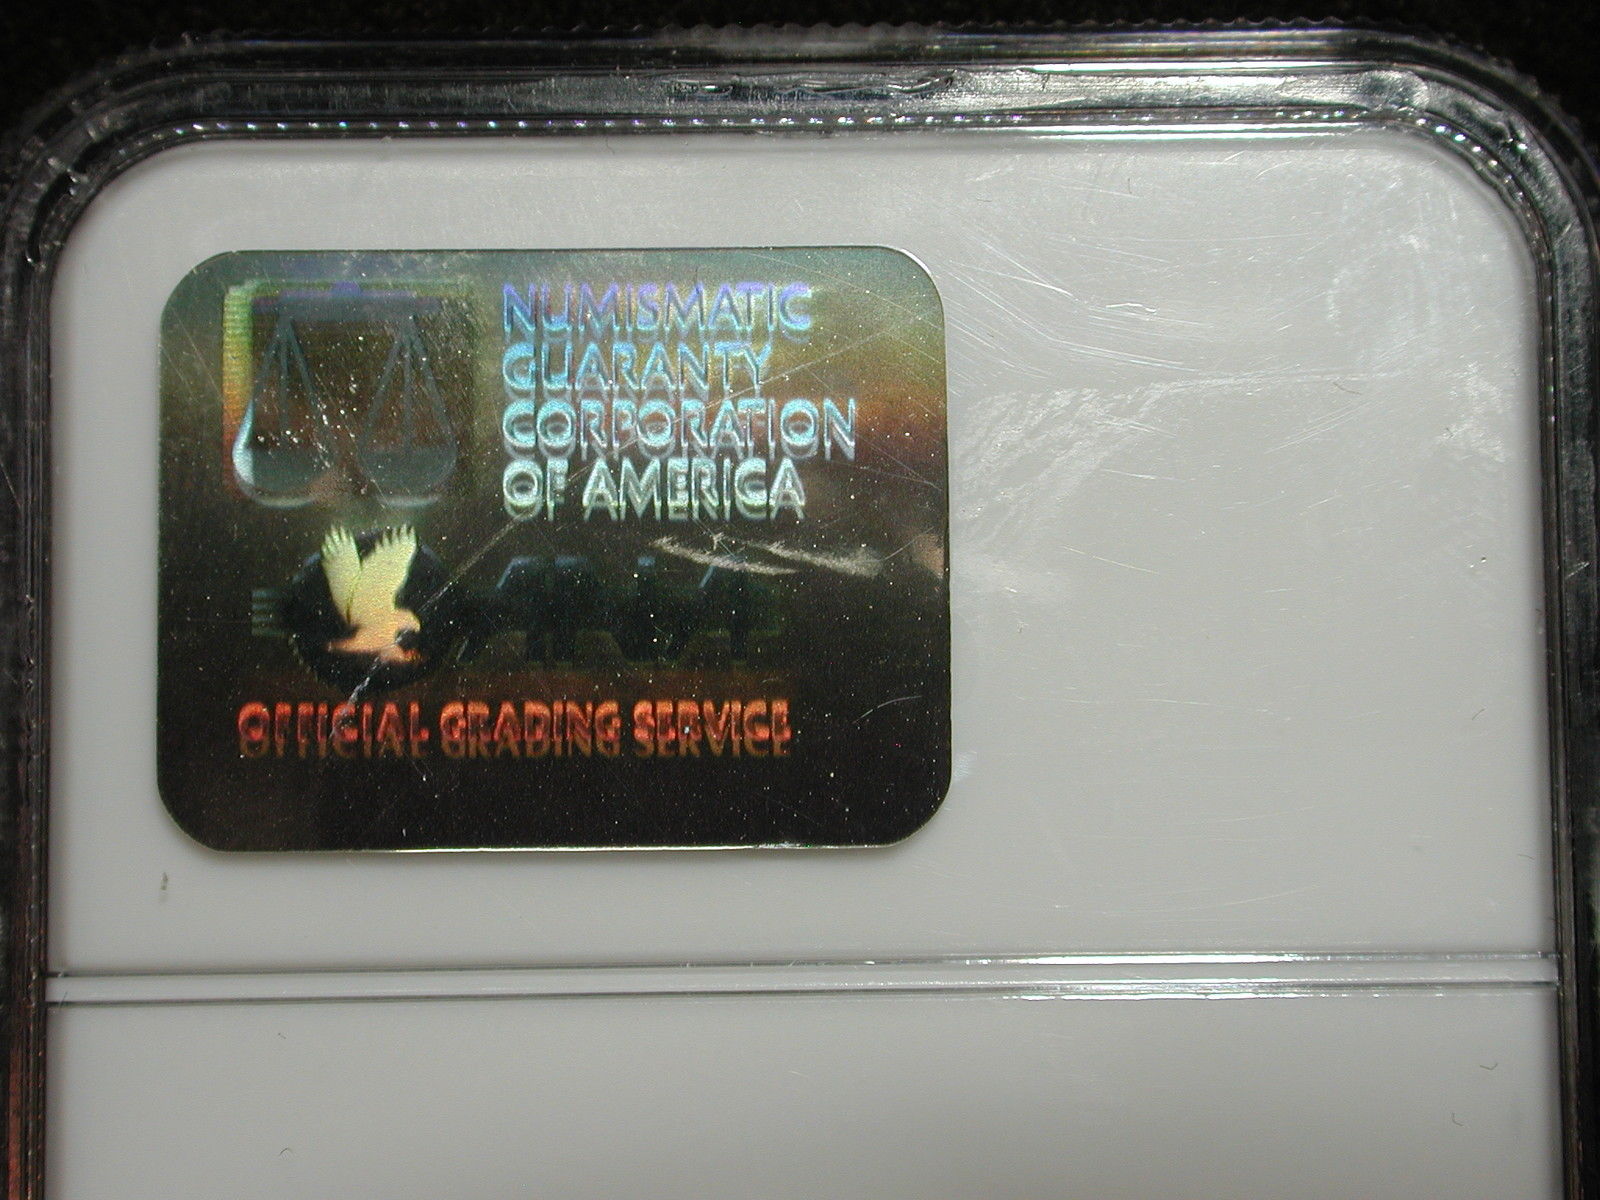 NUMISMATIC
GUARANTY
CORPORATION
OF AMERICA
OFFICIAL GRADING SERVICE